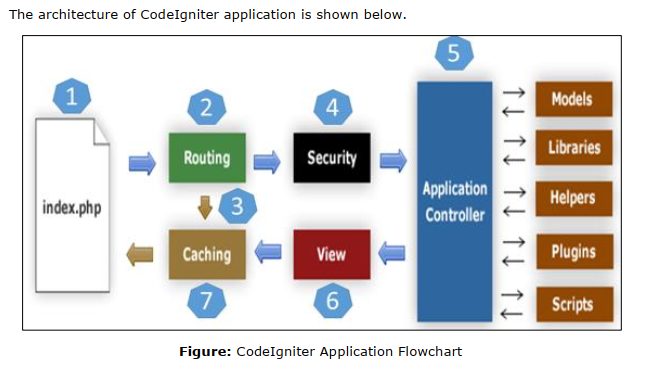 The architecture of CodeIgniter application is shown below.
5
1
2
4
Models
Routing
Security
Libraries
Application
Controller
Helpers
index.php
3
Caching
View
Plugins
7
6
Scripts
Figure: CodeIgniter Application Flowchart